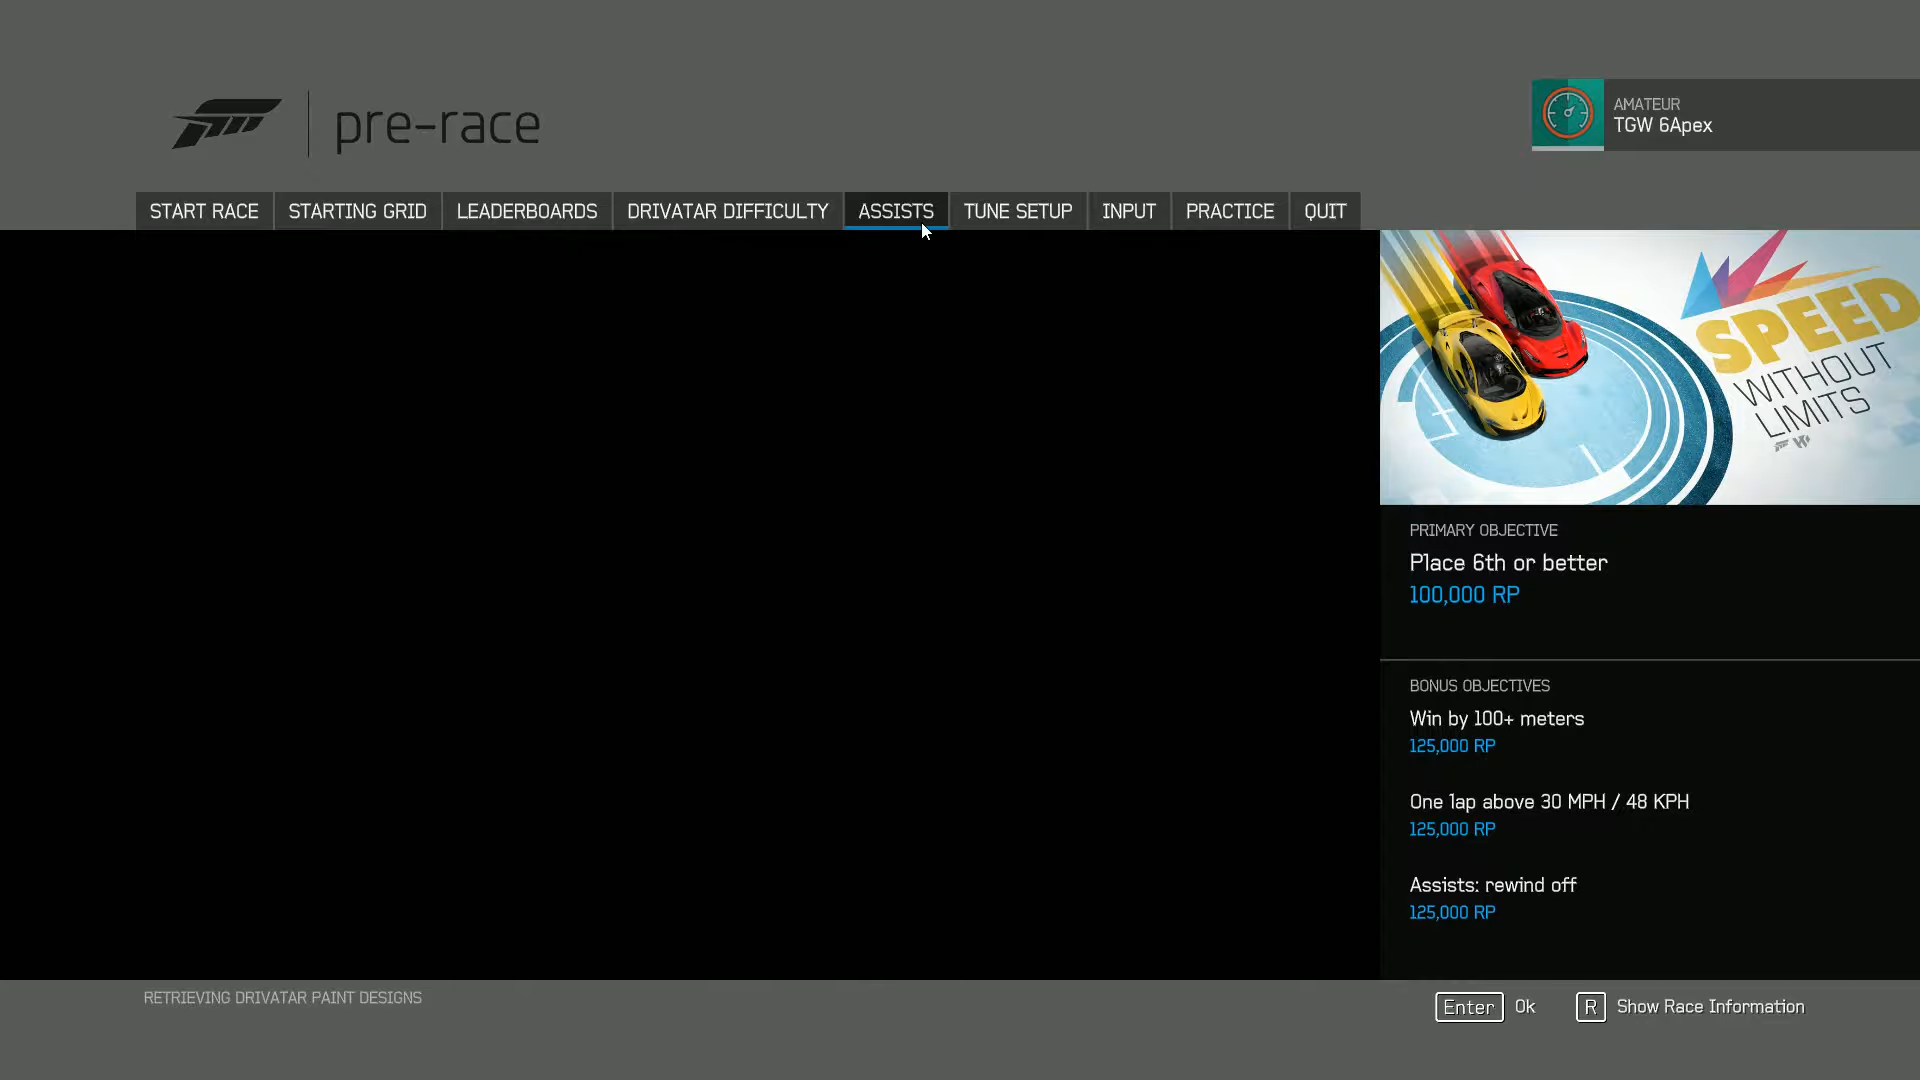 pre-race
AMATEUR
TGW 6Apex
START RACE
STARTING GRID
LEADERBOARDS
DRIVATAR DIFFICULTY
ASSISTS
TUNE SETUP
INPUT
PRACTICE
QUIT
SPEED
WITHOUT
LIMITS
PRIMARY OBJECTIVE
Place 6th or better
100,000 RP
BONUS OBJECTIVES
Win by 100+ meters
125,000 RP
One lap above 30 MPH / 48 KPH
125,000 RP
Assists: rewind off
125,000 RP
RETRIEVING DRIVATAR PAINT DESIGNS
Enter Ok
R Show Race Information